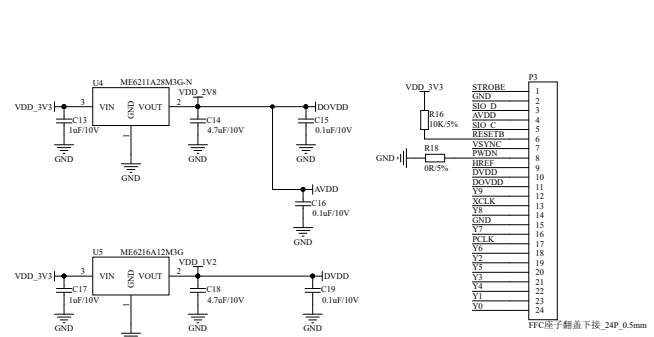 U4 ME6211A28M3G-N
VDD_3V3 3 VIN GND VOUT 2 VDD_2V8 DOVDD
1
C13
1uF/10V
GND
GND
C14
4.7uF/10V
GND
C15
0.1uF/10V
GND
AVDD
C16
0.1uF/10V
GND
U5 ME6216A12M3G
VDD_3V3 3 VIN GND VOUT 2 VDD_1V2 DVDD
1
C17
1uF/10V
GND
C18
4.7uF/10V
GND
C19
0.1uF/10V
GND
VDD_3V3
R16
10K/5%
GND
R18
0R/5%
P3
STROBE 1
GND 2
SIO_D 3
AVDD 4
SIO_C 5
RESETB 6
VSYNC 7
PWDN 8
HREF 9
DVDD 10
DOVDD 11
Y9 12
XCLK 13
Y8 14
GND 15
Y7 16
PCLK 17
Y6 18
Y2 19
Y5 20
Y3 21
Y4 22
Y1 23
Y0 24
FFC座子翻盖下接_24P_0.5mm